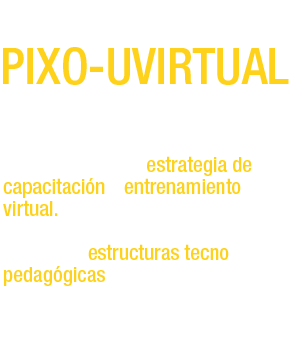 PIXO-UVIRTUAL
estrategia de
capacitación entrenamiento
virtual.
estructuras tecno
pedagógicas